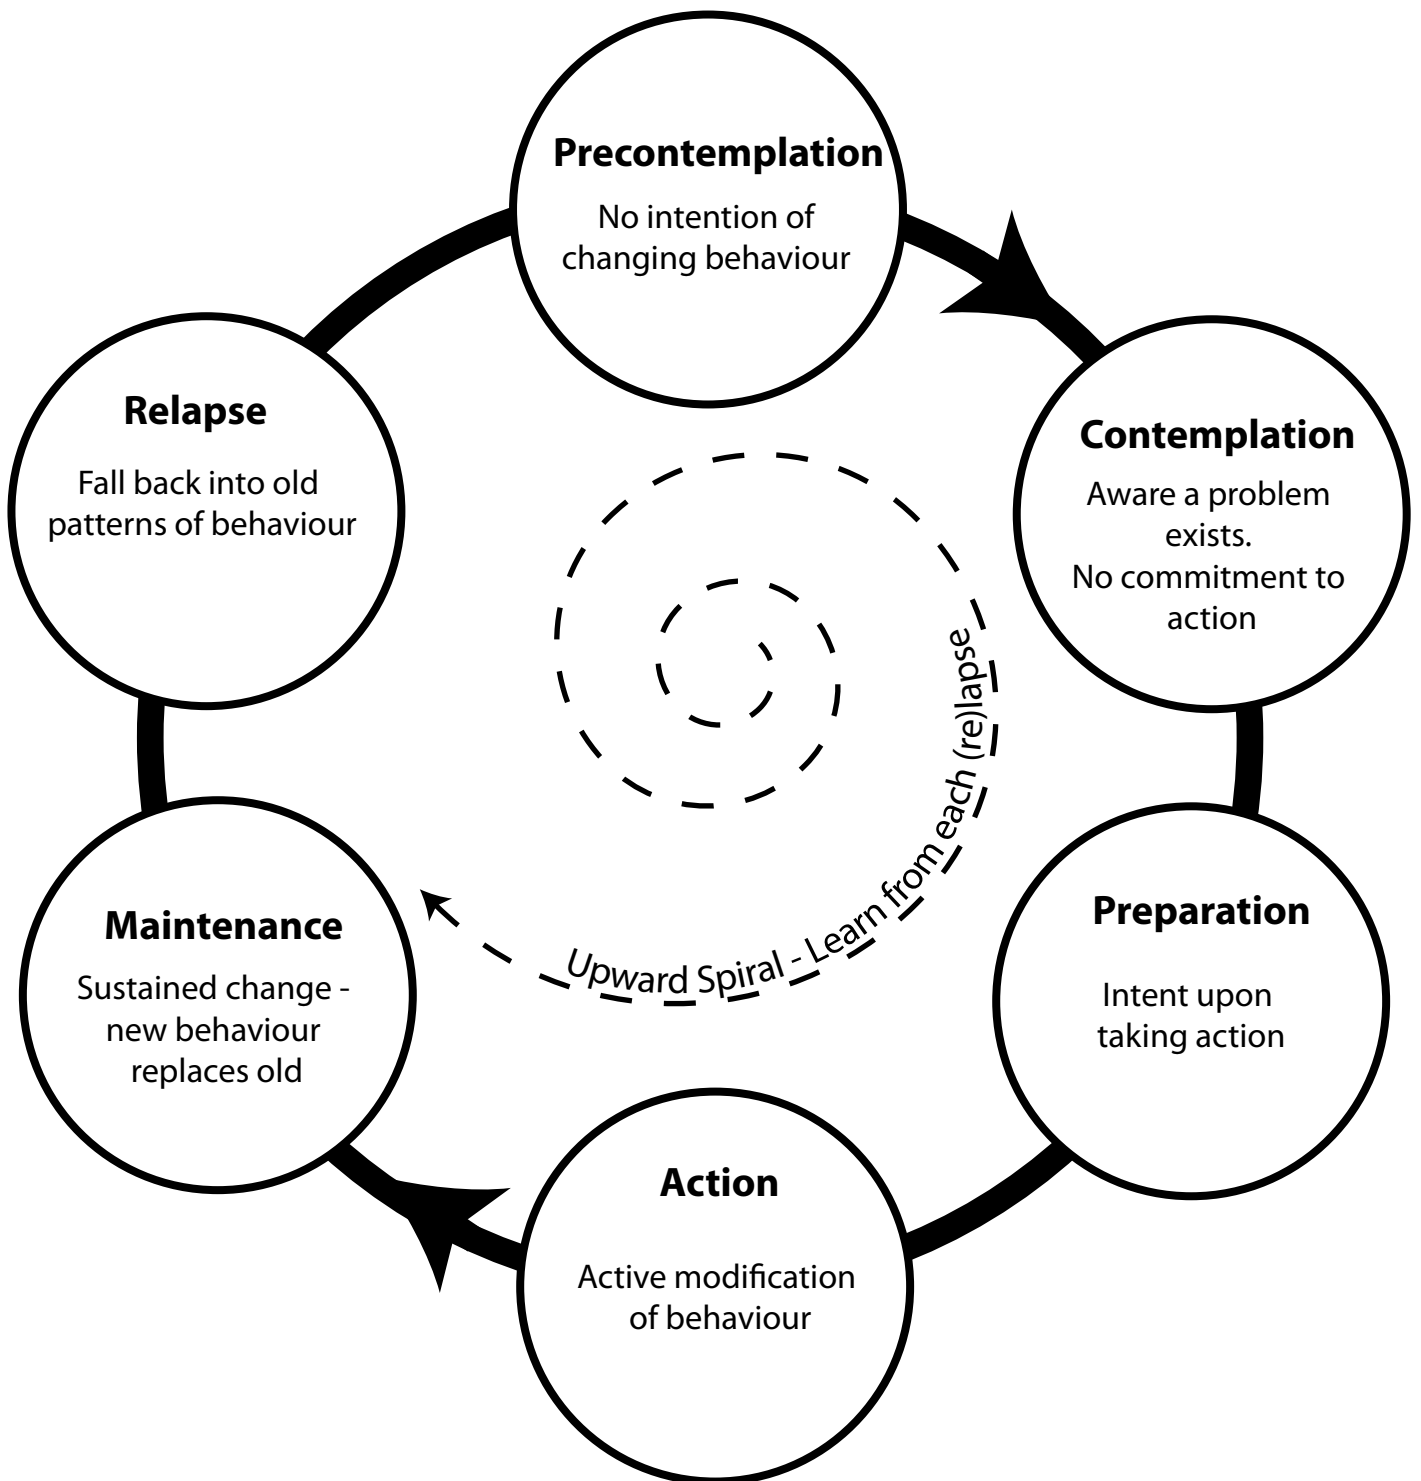 Precontemplation
No intention of
changing behaviour
Contemplation
Aware a problem
exists.
No commitment to
action
Preparation
Intent upon
taking action
Action
Active modification
of behaviour
Maintenance
Sustained change -
new behaviour
replaces old
Relapse
Fall back into old
patterns of behaviour
Upward Spiral - Learn from each (re)lapse